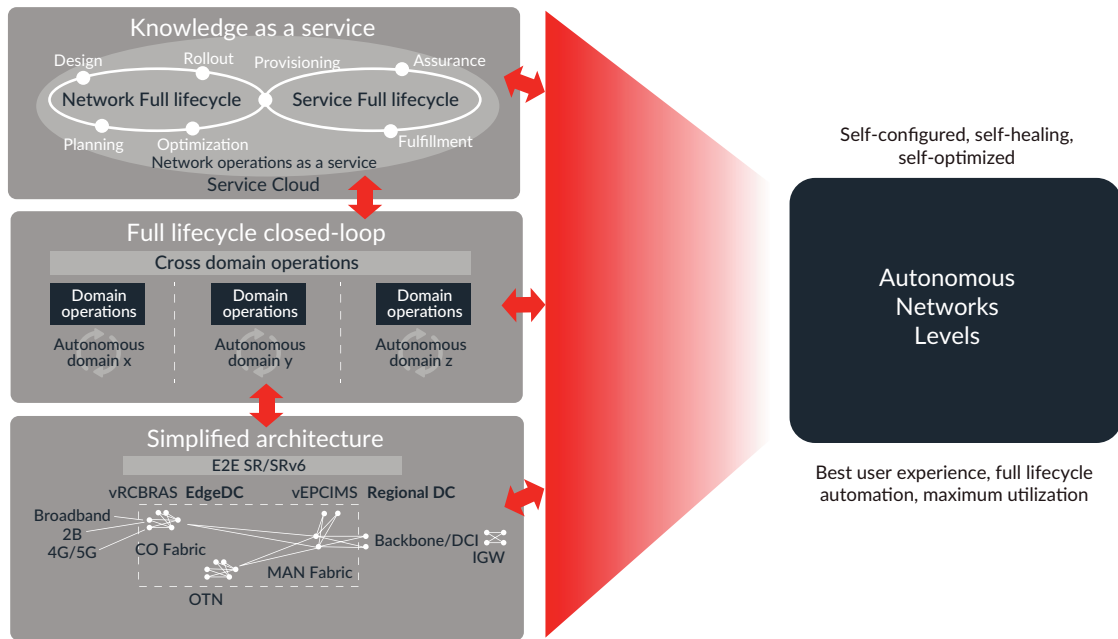 Knowledge as a service
Design
Rollout
Provisioning
Assurance
Network Full lifecycle
Service Full lifecycle
Planning
Optimization
Fulfillment
Network operations as a service
Service Cloud
Full lifecycle closed-loop
Cross domain operations
Domain
operations
Domain
operations
Domain
operations
Autonomous
domain x
Autonomous
domain y
Autonomous
domain z
Simplified architecture
E2E SR/SRv6
vRCBRAS EdgeDC
vEPCIMS Regional DC
Broadband
2B
4G/5G
CO Fabric
Backbone/DCI
IGW
MAN Fabric
OTN
Self-configured, self-healing,
self-optimized
Autonomous
Networks
Levels
Best user experience, full lifecycle
automation, maximum utilization